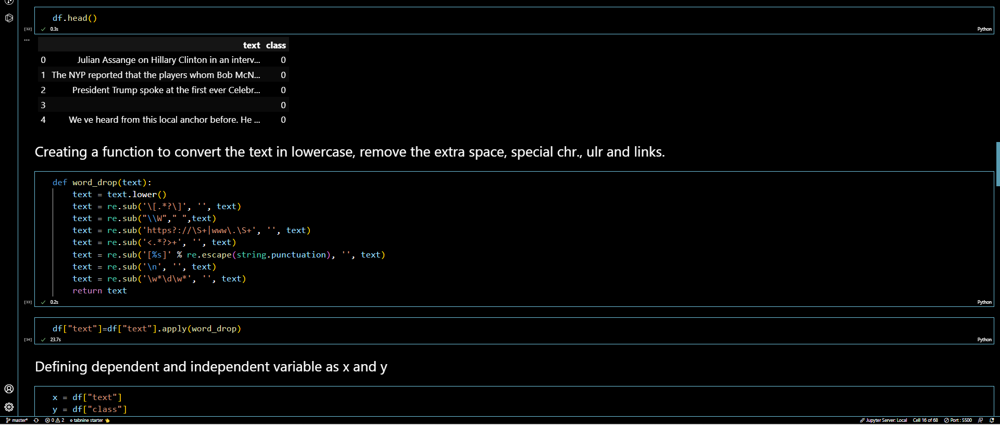 df.head()
[32] ✓ 0.3s Python
...
text class
0 Julian Assange on Hillary Clinton in an interv... 0
1 The NYP reported that the players whom Bob McN... 0
2 President Trump spoke at the first ever Celebr... 0
3 0
4 We ve heard from this local anchor before. He ... 0
Creating a function to convert the text in lowercase, remove the extra space, special chr., ulr and links.
def word_drop(text):
    text = text.lower()
    text = re.sub('\[.*?\]', '', text)
    text = re.sub("\\W"," ",text)
    text = re.sub('https?://\S+|www\.\S+', '', text)
    text = re.sub('<.*?>+', '', text)
    text = re.sub('[%s]' % re.escape(string.punctuation), '', text)
    text = re.sub('\n', '', text)
    text = re.sub('\w*\d\w*', '', text)
    return text
[33] ✓ 0.2s Python
df["text"]=df["text"].apply(word_drop)
[34] ✓ 23.7s Python
Defining dependent and independent variable as x and y
x = df["text"]
y = df["class"]
master* 0 2 tabnine starter Jupyter Server: Local Cell 16 of 68 Port : 5500